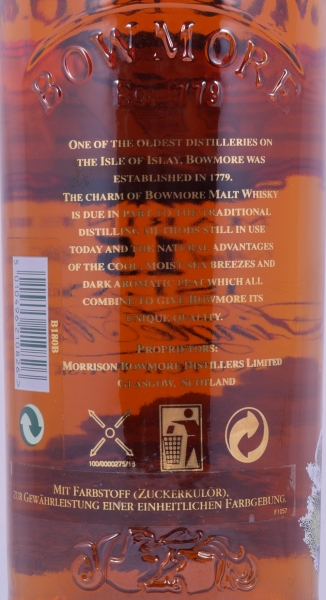 BOWMORE
EST. 1779
ONE OF THE OLDEST DISTILLERIES ON
THE ISLE OF ISLAY, BOWMORE WAS
ESTABLISHED IN 1779.
THE CHARM OF BOWMORE MALT WHISKY
IS DUE IN PART TO THE TRADITIONAL
DISTILLING METHODS STILL IN USE
TODAY AND THE NATURAL ADVANTAGES
OF THE COOL, MOIST SEA BREEZES AND
DARK AROMATIC PEAT WHICH ALL
COMBINE TO GIVE BOWMORE ITS
UNIQUE QUALITY.
B180B
PROPRIETORS:
MORRISON BOWMORE DISTILLERS LIMITED
GLASGOW, SCOTLAND
100/0000275/16
MIT FARBSTOFF (ZUCKERKULÖR),
ZUR GEWÄHRLEISTUNG EINER EINHEITLICHEN FARBGEBUNG.
F1057